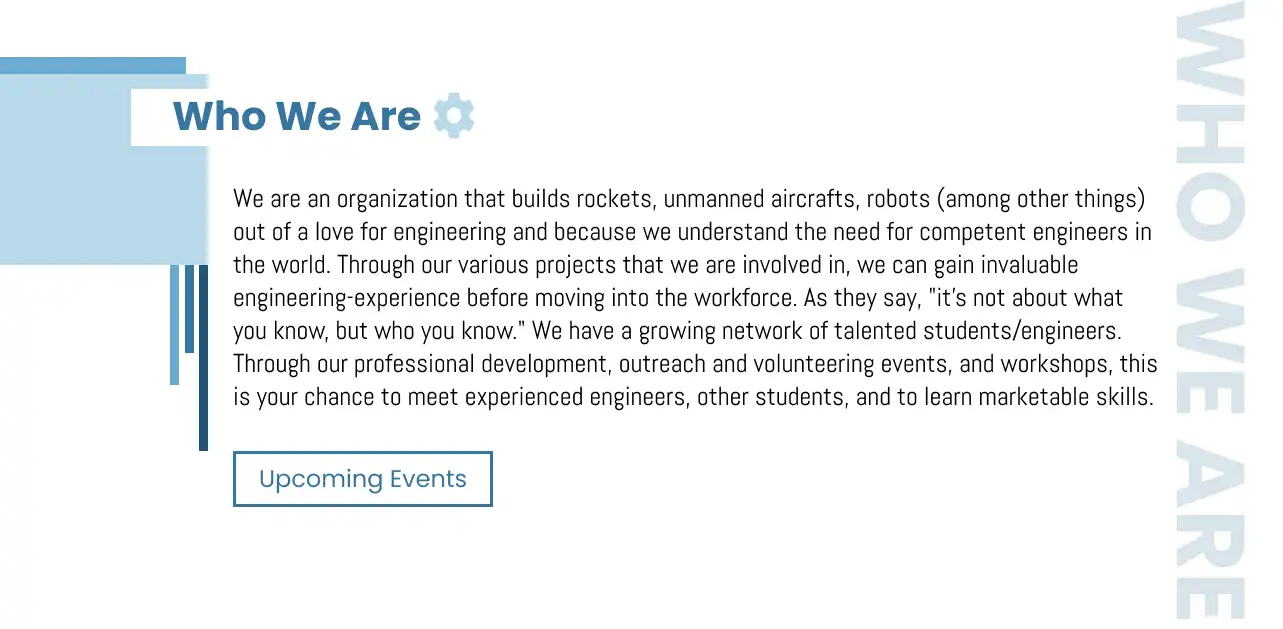 Who We Are
We are an organization that builds rockets, unmanned aircrafts, robots (among other things)
out of a love for engineering and because we understand the need for competent engineers in
the world. Through our various projects that we are involved in, we can gain invaluable
engineering-experience before moving into the workforce. As they say, "it's not about what
you know, but who you know." We have a growing network of talented students/engineers.
Through our professional development, outreach and volunteering events, and workshops, this
is your chance to meet experienced engineers, other students, and to learn marketable skills.
Upcoming Events
WHO WE ARE